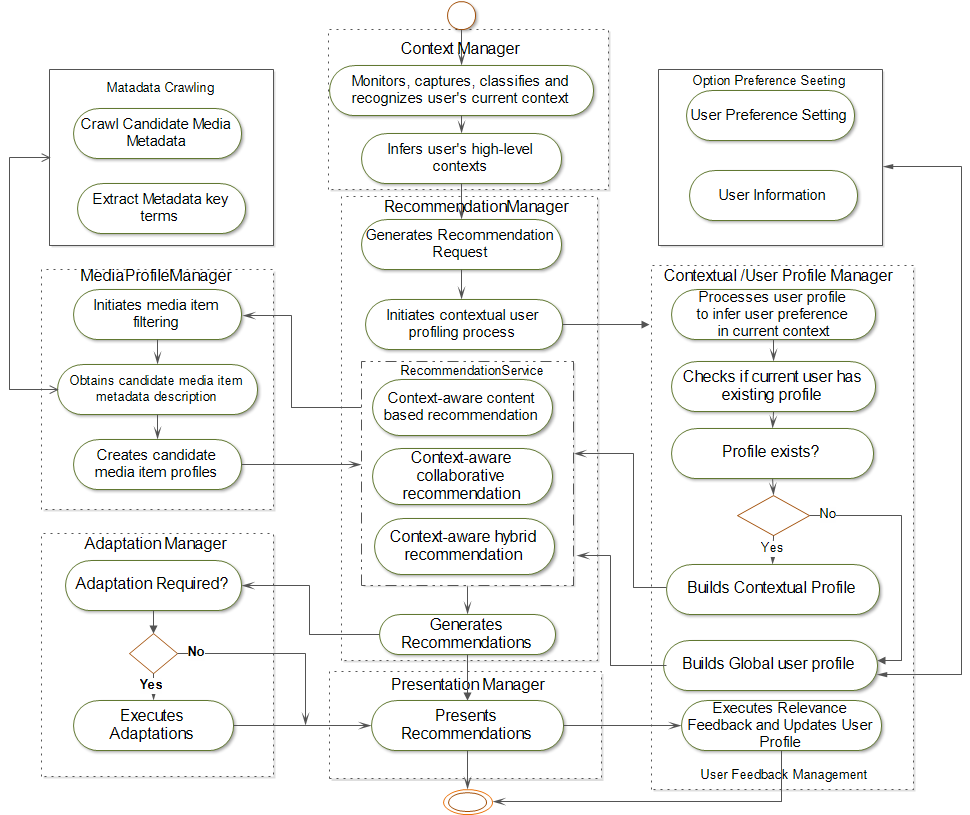 Context Manager
Monitors, captures, classifies and
recognizes user's current context
Infers user's high-level
contexts
Matadata Crawling
Crawl Candidate Media
Metadata
Extract Metadata key
terms
Option Preference Seeting
User Preference Setting
User Information
RecommendationManager
Generates Recommendation
Request
Initiates contextual user
profiling process
MediaProfileManager
Initiates media item
filtering
Obtains candidate media item
metadata description
Creates candidate
media item profiles
RecommendationService
Context-aware content
based recommendation
Context-aware
collaborative
recommendation
Context-aware hybrid
recommendation
Generates
Recommendations
Contextual /User Profile Manager
Processes user profile
to infer user preference
in current context
Checks if current user has
existing profile
Profile exists?
No
Yes
Builds Contextual Profile
Builds Global user profile
Executes Relevance
Feedback and Updates User
Profile
User Feedback Management
Adaptation Manager
Adaptation Required?
No
Yes
Executes
Adaptations
Presentation Manager
Presents
Recommendations